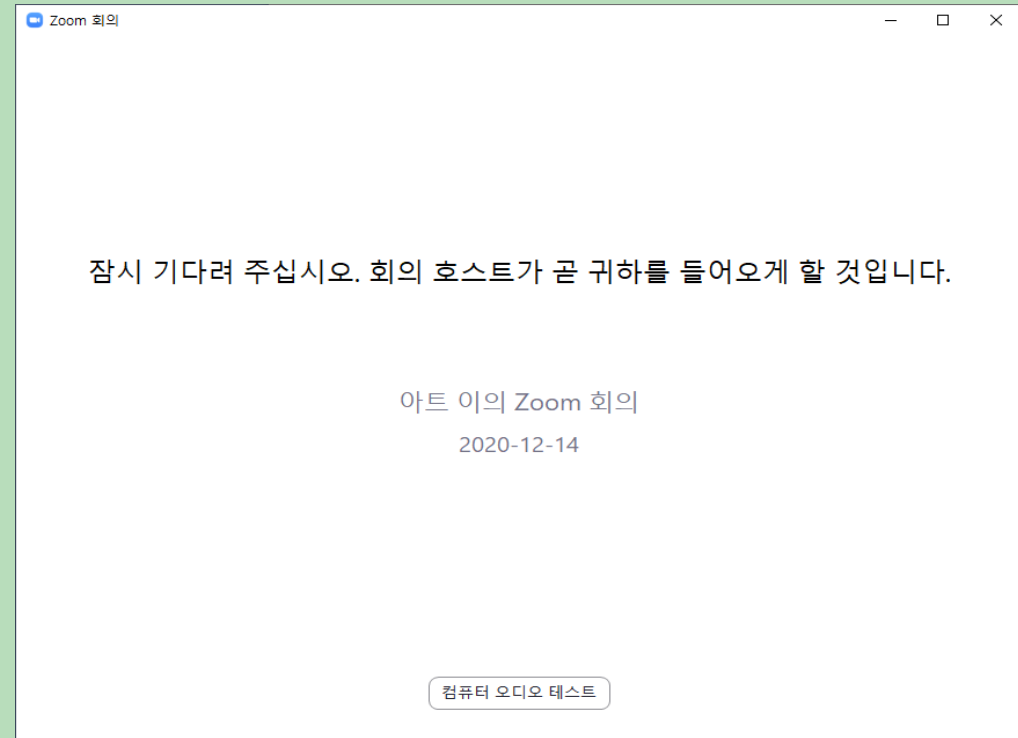 Zoom 회의
잠시 기다려 주십시오. 회의 호스트가 곧 귀하를 들어오게 할 것입니다.
아트 이의 Zoom 회의
2020-12-14
컴퓨터 오디오 테스트